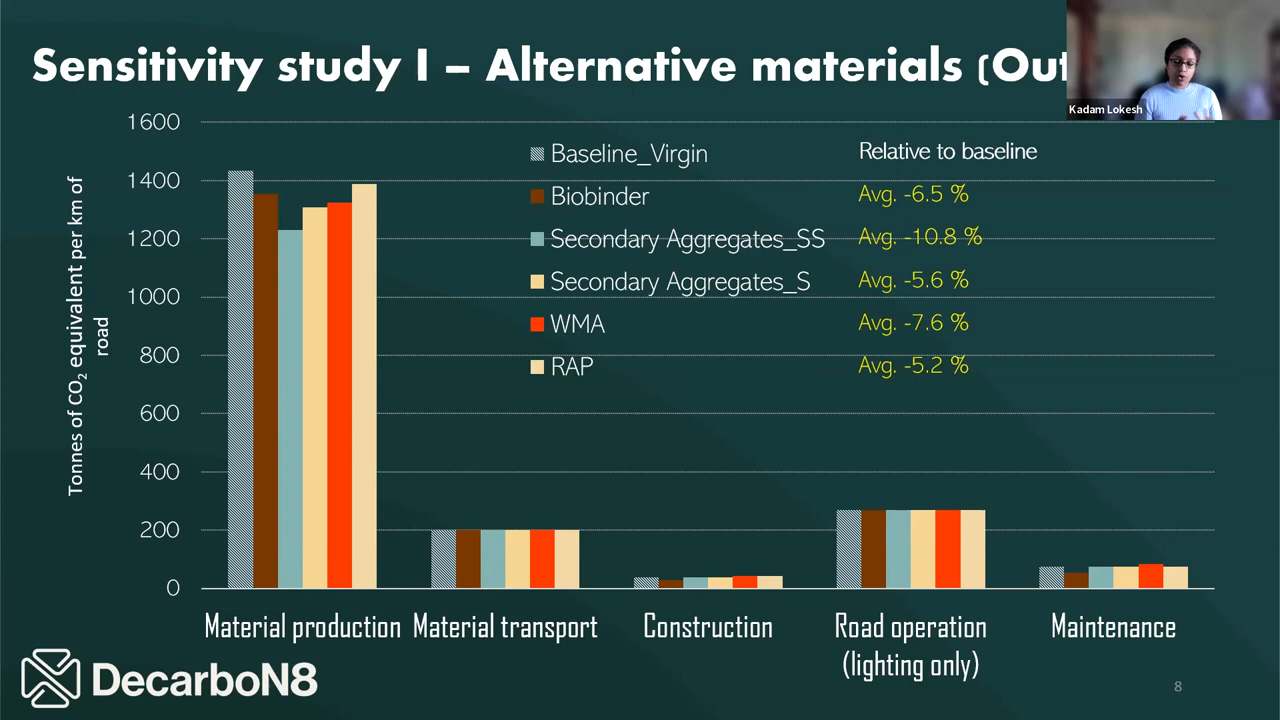 Sensitivity study I – Alternative materials (Out
Kadam Lokesh
Tonnes of CO2 equivalent per km of
road
1600
1400
1200
1000
800
600
400
200
0
Baseline_Virgin
Biobinder
Secondary Aggregates_SS
Secondary Aggregates_S
WMA
RAP
Relative to baseline
Avg. -6.5 %
Avg. -10.8 %
Avg. -5.6 %
Avg. -7.6 %
Avg. -5.2 %
Material production
Material transport
Construction
Road operation
(lighting only)
Maintenance
DecarboN8
8